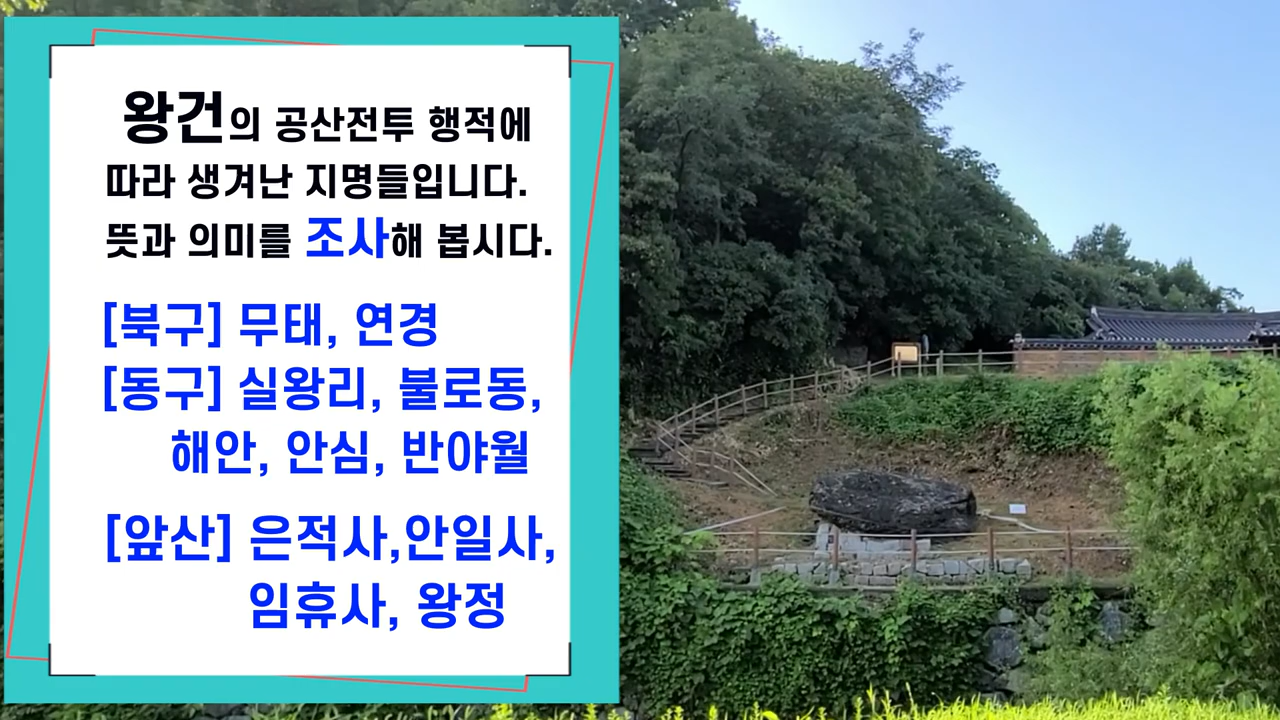 왕건의 공산전투 행적에
따라 생겨난 지명들입니다.
뜻과 의미를 조사해 봅시다.
[북구] 무태, 연경
[동구] 실왕리, 불로동,
해안, 안심, 반야월
[앞산] 은적사,안일사,
임휴사, 왕정